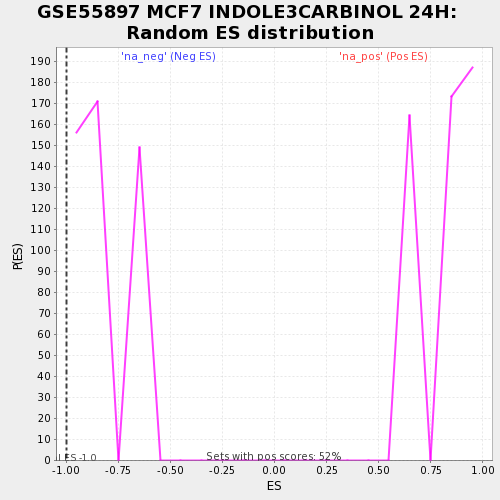 GSE55897 MCF7 INDOLE3CARBINOL 24H:
Random ES distribution
'na_neg' (Neg ES)
'na_pos' (Pos ES)
190
180
170
160
150
140
130
120
110
100
90
80
70
60
50
40
30
20
10
0
P(ES)
ES -1.0
Sets with pos scores: 52%
-1.00 -0.75 -0.50 -0.25 0.00 0.25 0.50 0.75 1.00
ES